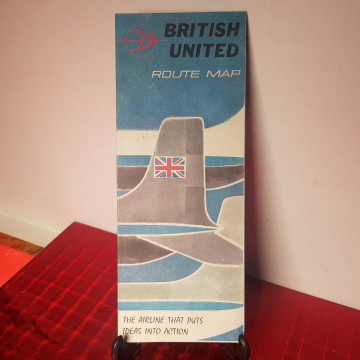 BRITISH
UNITED
ROUTE MAP
THE AIRLINE THAT PUTS
IDEAS INTO ACTION